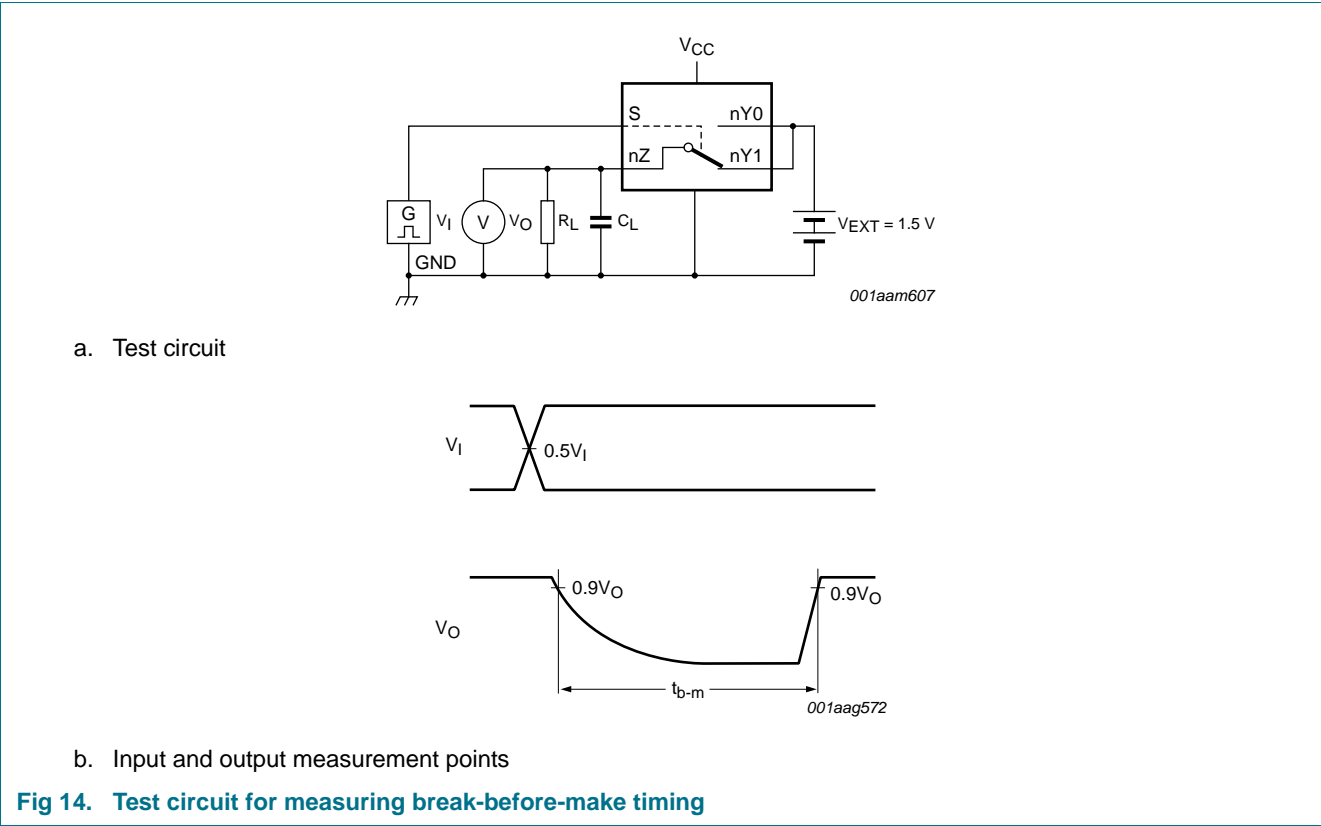 VCC
S nY0
nZ nY1
G VI V VO RL CL VEXT = 1.5 V
GND
001aam607
a. Test circuit
VI 0.5VI
0.9VO 0.9VO
VO
tb-m
001aag572
b. Input and output measurement points
Fig 14. Test circuit for measuring break-before-make timing